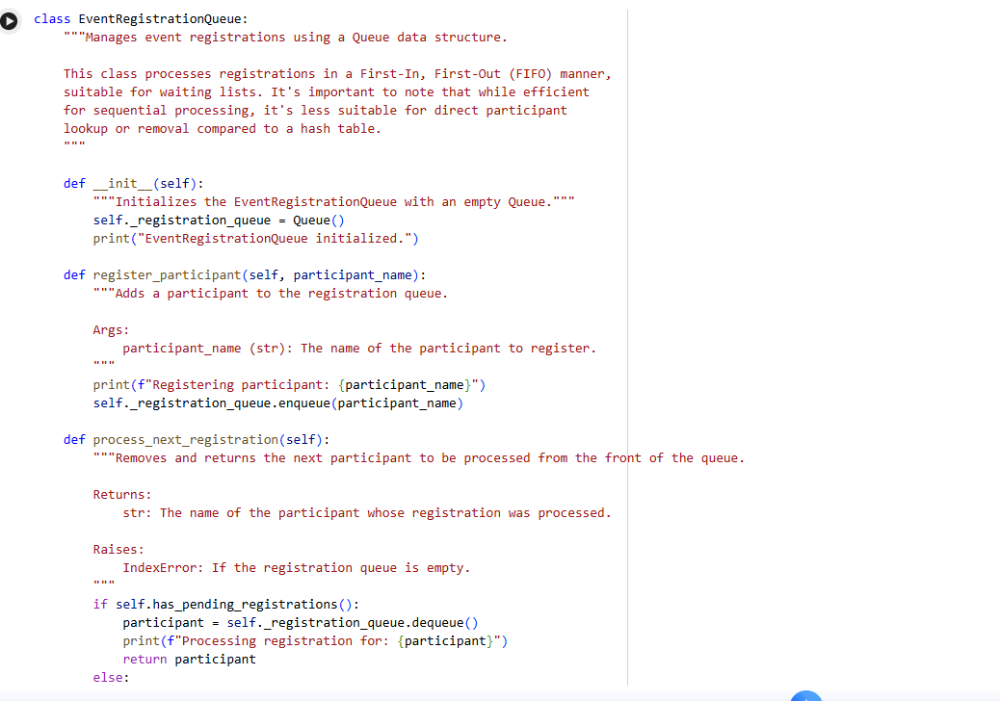 class EventRegistrationQueue:
    """Manages event registrations using a Queue data structure.

    This class processes registrations in a First-In, First-Out (FIFO) manner,
    suitable for waiting lists. It's important to note that while efficient
    for sequential processing, it's less suitable for direct participant
    lookup or removal compared to a hash table.
    """

    def __init__(self):
        """Initializes the EventRegistrationQueue with an empty Queue."""
        self._registration_queue = Queue()
        print("EventRegistrationQueue initialized.")

    def register_participant(self, participant_name):
        """Adds a participant to the registration queue.

        Args:
            participant_name (str): The name of the participant to register.
        """
        print(f"Registering participant: {participant_name}")
        self._registration_queue.enqueue(participant_name)

    def process_next_registration(self):
        """Removes and returns the next participant to be processed from the front of the queue.

        Returns:
            str: The name of the participant whose registration was processed.

        Raises:
            IndexError: If the registration queue is empty.
        """
        if self.has_pending_registrations():
            participant = self._registration_queue.dequeue()
            print(f"Processing registration for: {participant}")
            return participant
        else: